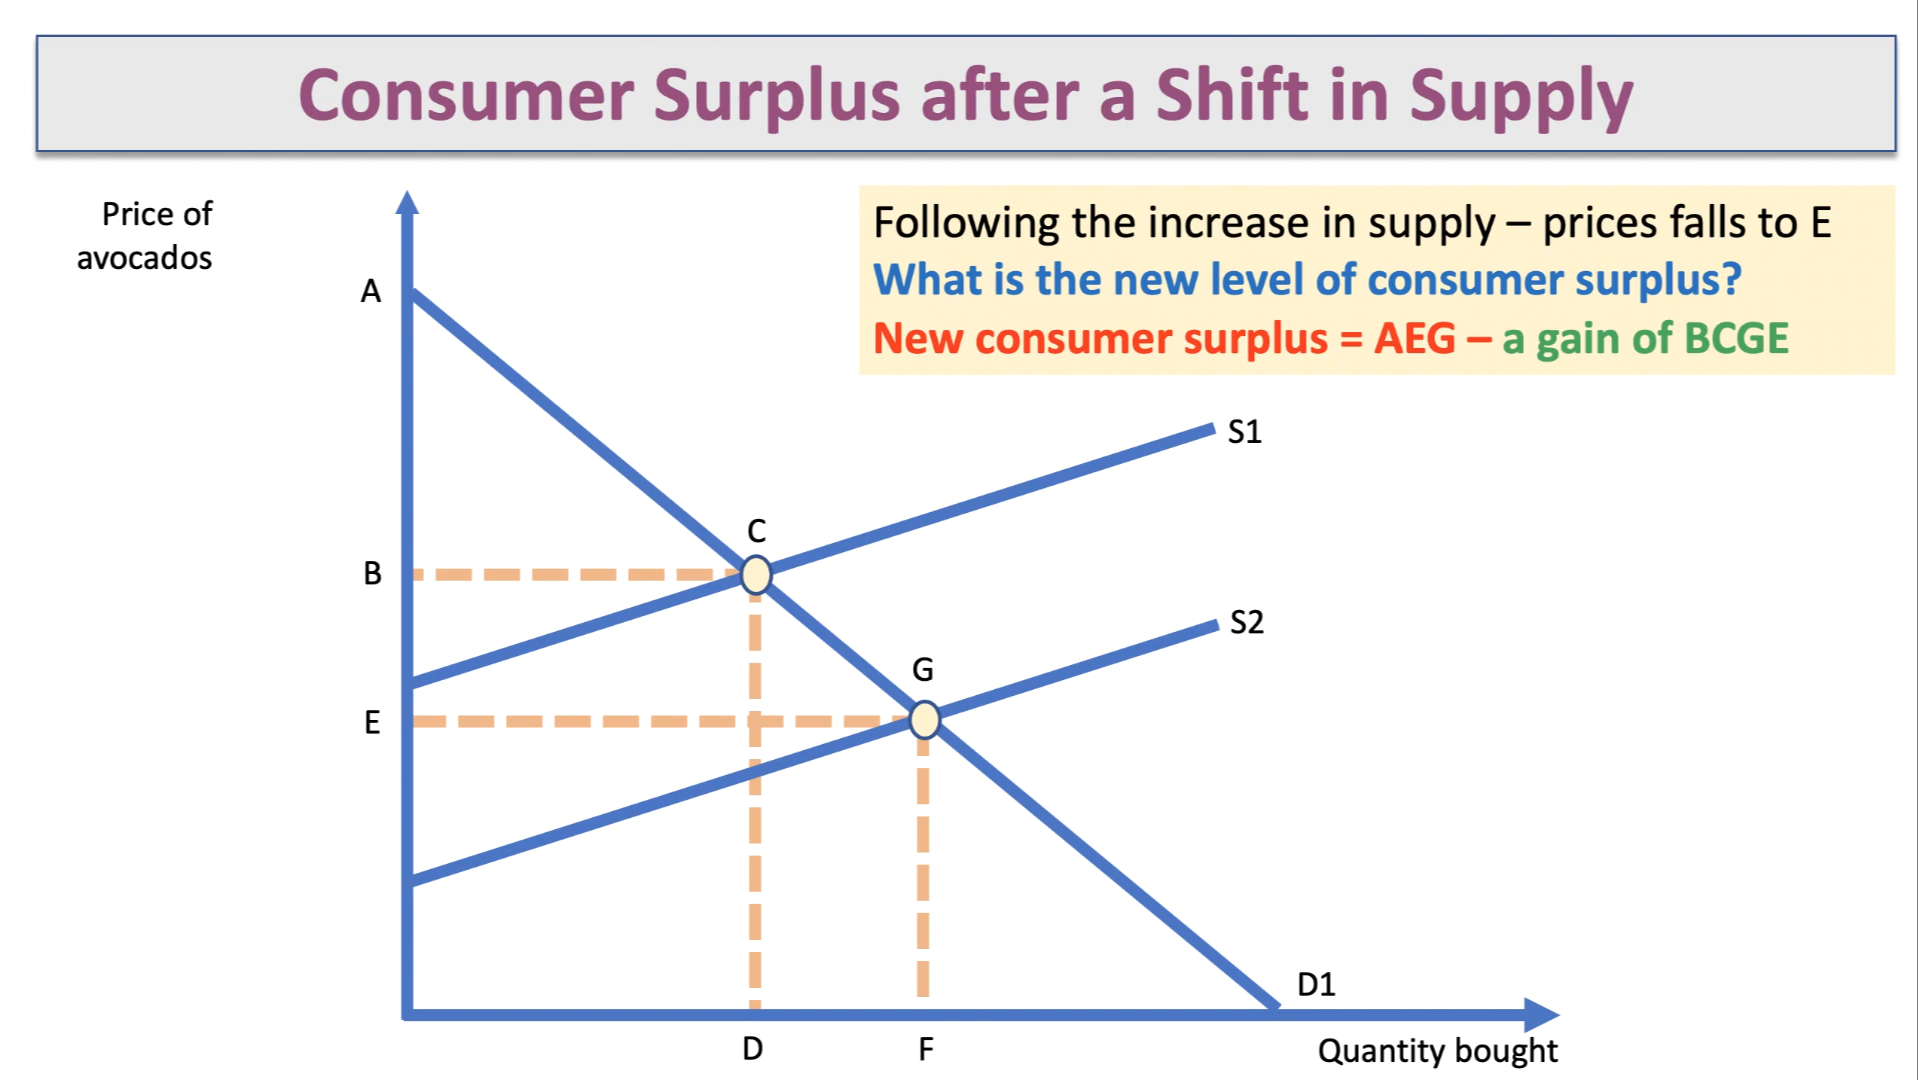 Consumer Surplus after a Shift in Supply
Price of
avocados
Following the increase in supply – prices falls to E
What is the new level of consumer surplus?
New consumer surplus = AEG – a gain of BCGE
A
S1
C
B
S2
G
E
D1
D
F
Quantity bought